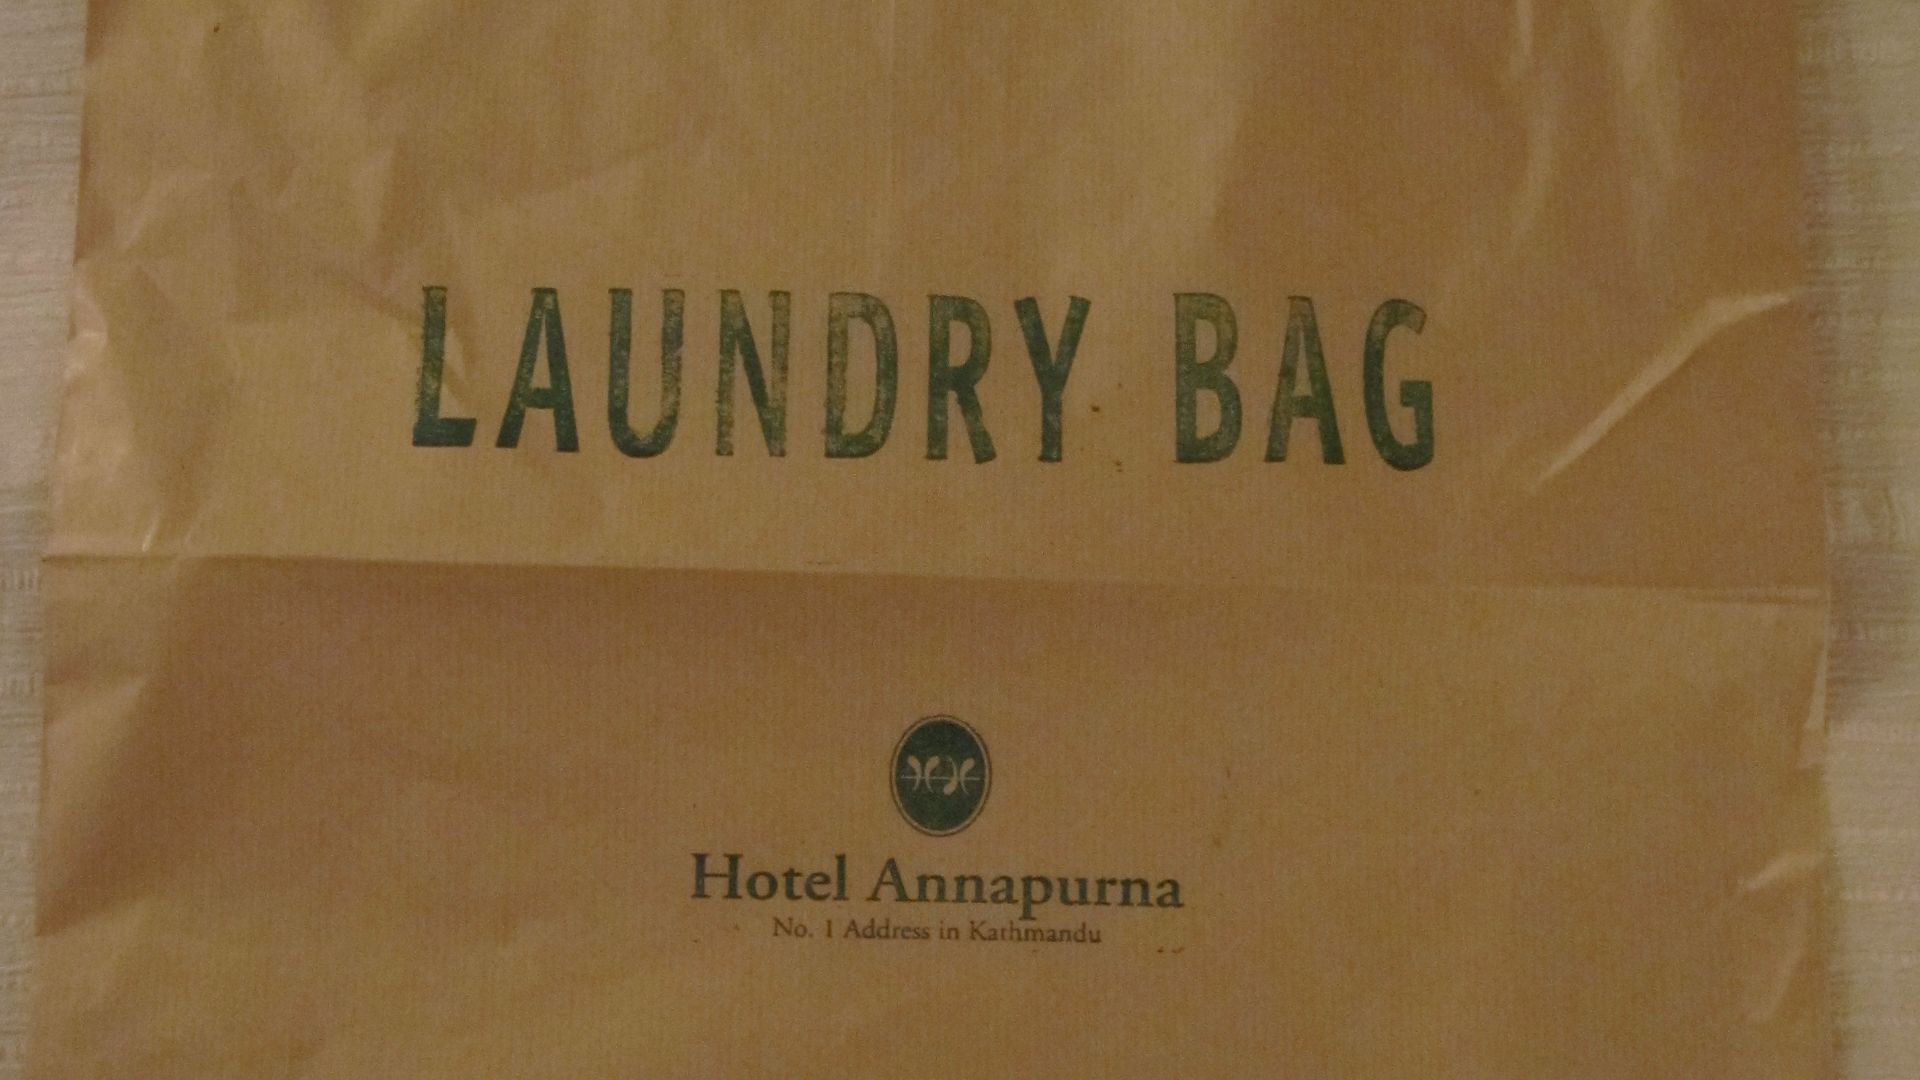 LAUNDRY BAG
Hotel Annapurna
No. 1 Address in Kathmandu